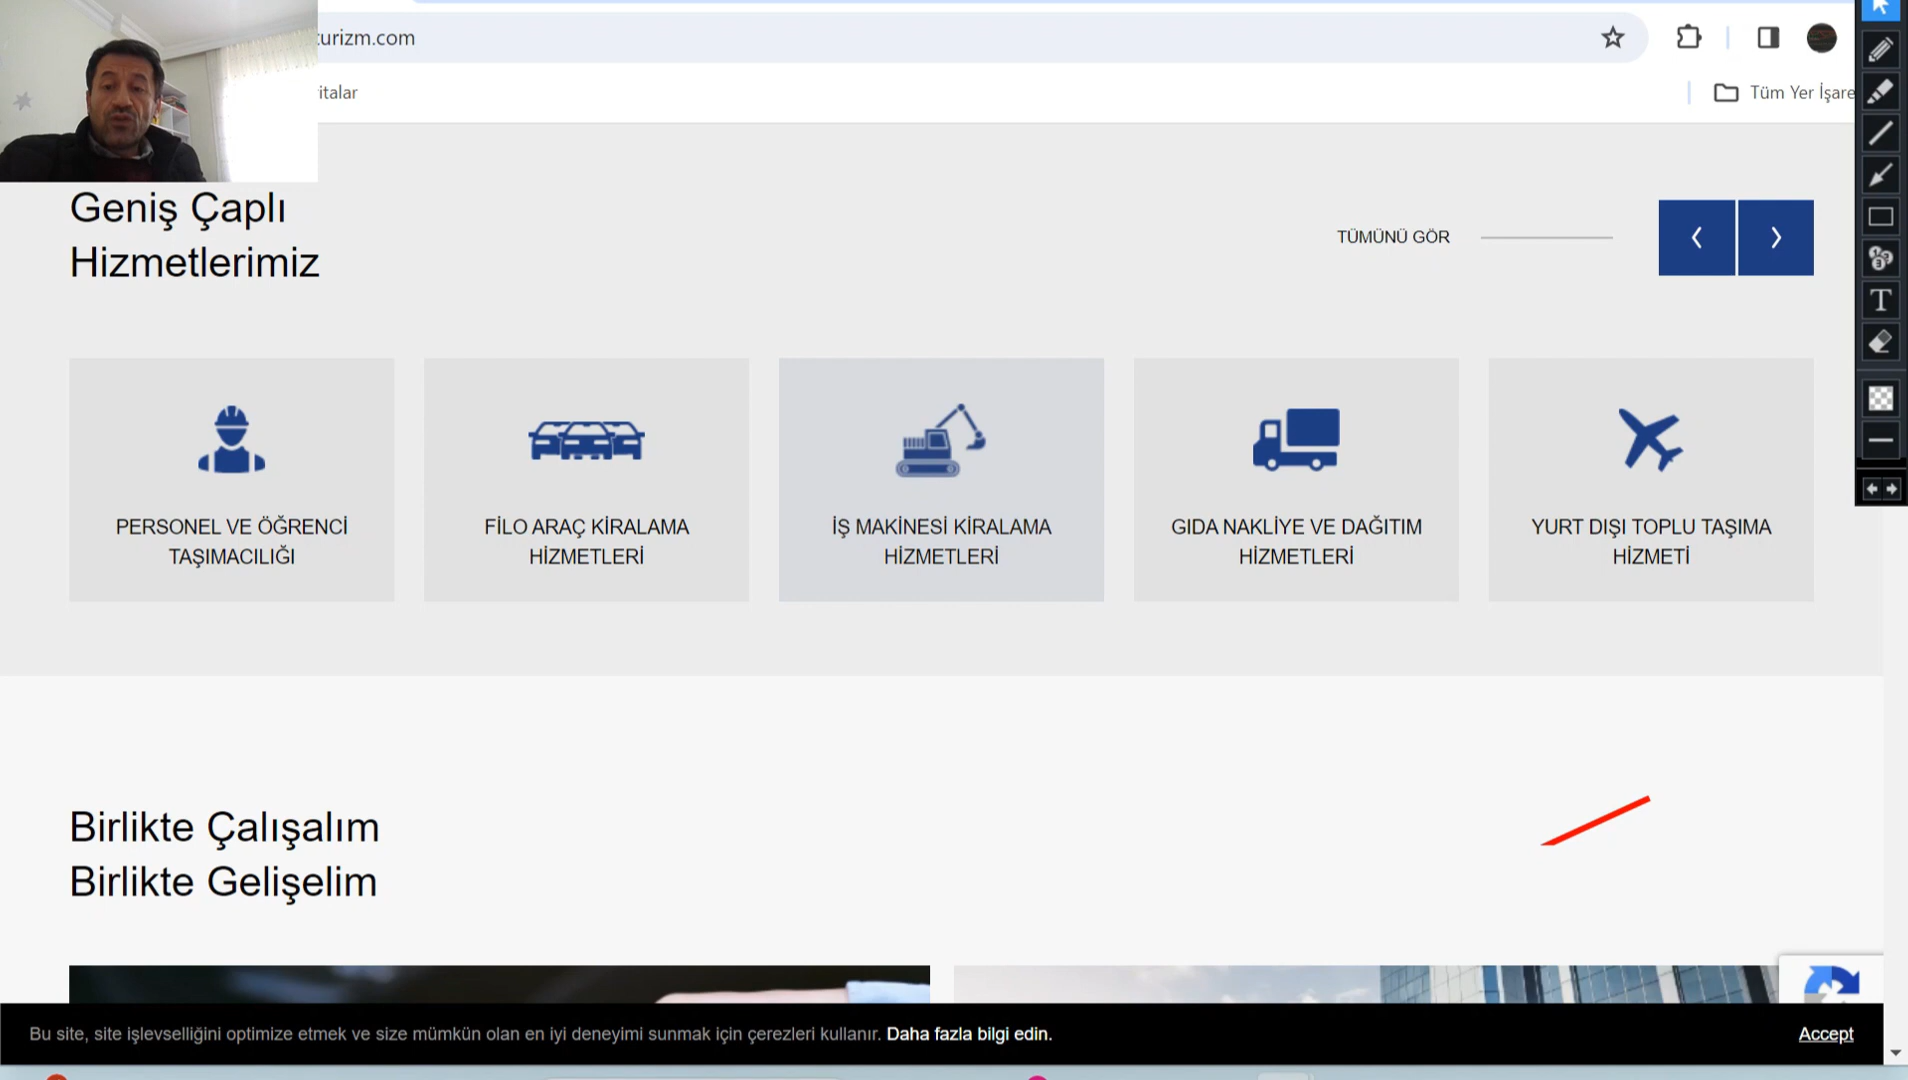 turizm.com
italar
Tüm Yer İşare
Geniş Çaplı
Hizmetlerimiz
TÜMÜNÜ GÖR
PERSONEL VE ÖĞRENCİ
TAŞIMACILIĞI
FİLO ARAÇ KİRALAMA
HİZMETLERİ
İŞ MAKİNESİ KİRALAMA
HİZMETLERİ
GIDA NAKLİYE VE DAĞITIM
HİZMETLERİ
YURT DIŞI TOPLU TAŞIMA
HİZMETİ
Birlikte Çalışalım
Birlikte Gelişelim
Bu site, site işlevselliğini optimize etmek ve size mümkün olan en iyi deneyimi sunmak için çerezleri kullanır. Daha fazla bilgi edin.
Accept